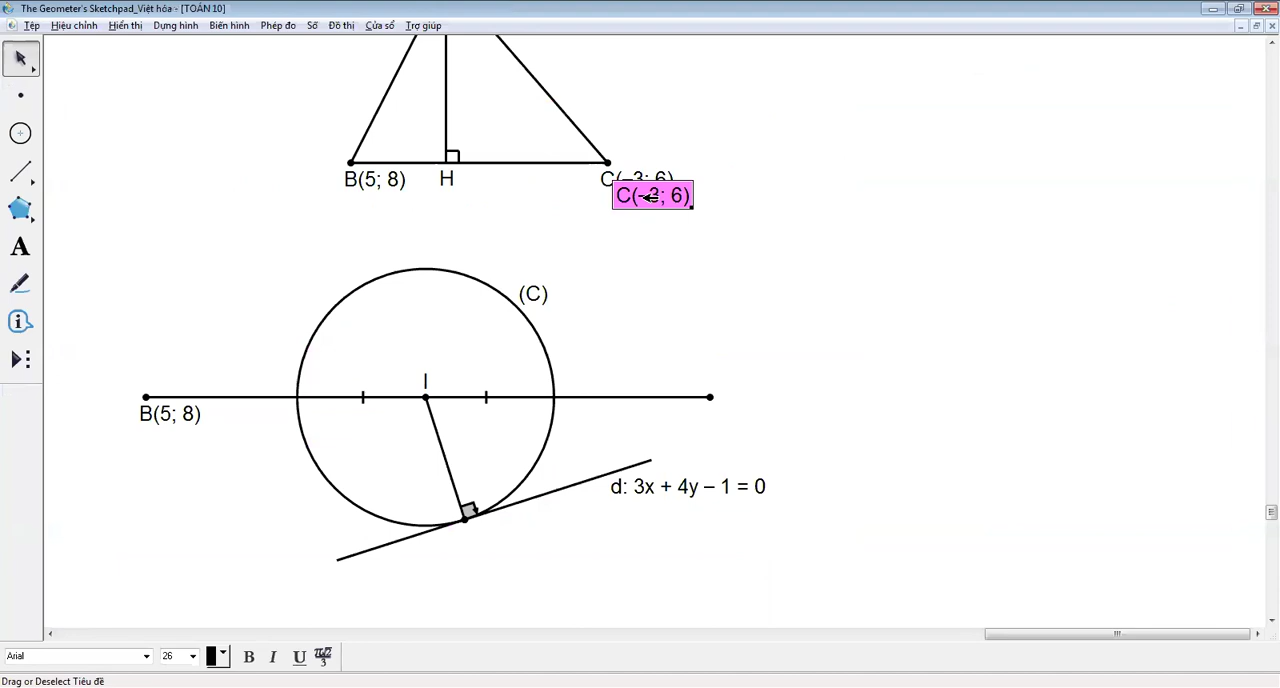 The Geometer's Sketchpad_Việt hóa - [TOÁN 10]
Tệp Hiệu chỉnh Hiển thị Dựng hình Biến hình Phép đo Số Đồ thị Cửa sổ Trợ giúp
B(5; 8) H C(–3; 6)
C(–3; 6)
(C)
I
B(5; 8)
d: 3x + 4y – 1 = 0
Arial 26 B I U
Drag or Deselect Tiêu đề